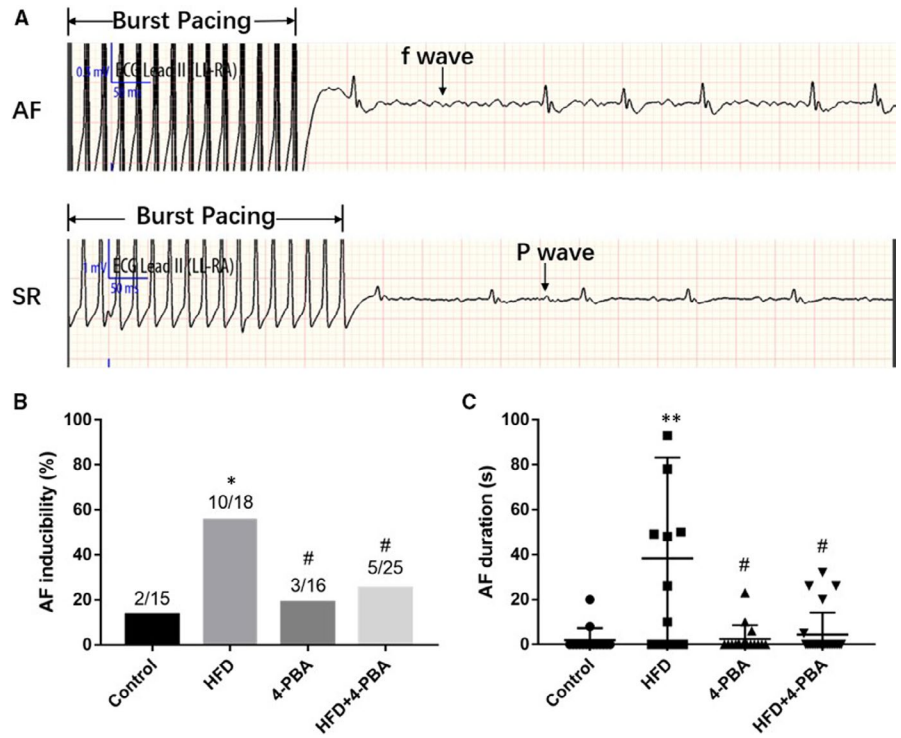 A
Burst Pacing
f wave
0.5 mV
ECG Lead II (LL-RA)
50 ms
AF
Burst Pacing
P wave
1 mV
ECG Lead II (LL-RA)
50 ms
SR
B
AF inducibility (%)
100
80
60
40
20
0
2/15
*
10/18
#
3/16
#
5/25
Control
HFD
4-PBA
HFD+4-PBA
C
AF duration (s)
100
80
60
40
20
0
**
#
#
Control
HFD
4-PBA
HFD+4-PBA